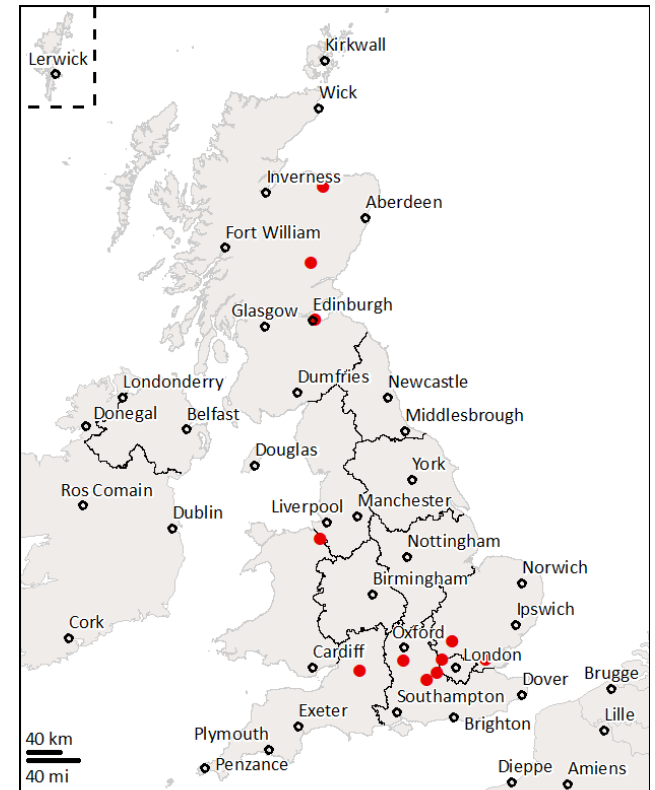 Kirkwall
Lerwick
Wick
Inverness
Aberdeen
Fort William
Edinburgh
Glasgow
Dumfries
Londonderry
Newcastle
Donegal
Belfast
Middlesbrough
Douglas
York
Ros Comain
Dublin
Liverpool
Manchester
Nottingham
Norwich
Birmingham
Ipswich
Cork
Oxford
Cardiff
London
Dover
Brugge
Southampton
Exeter
Brighton
Lille
Plymouth
40 km
Penzance
Dieppe
Amiens
40 mi